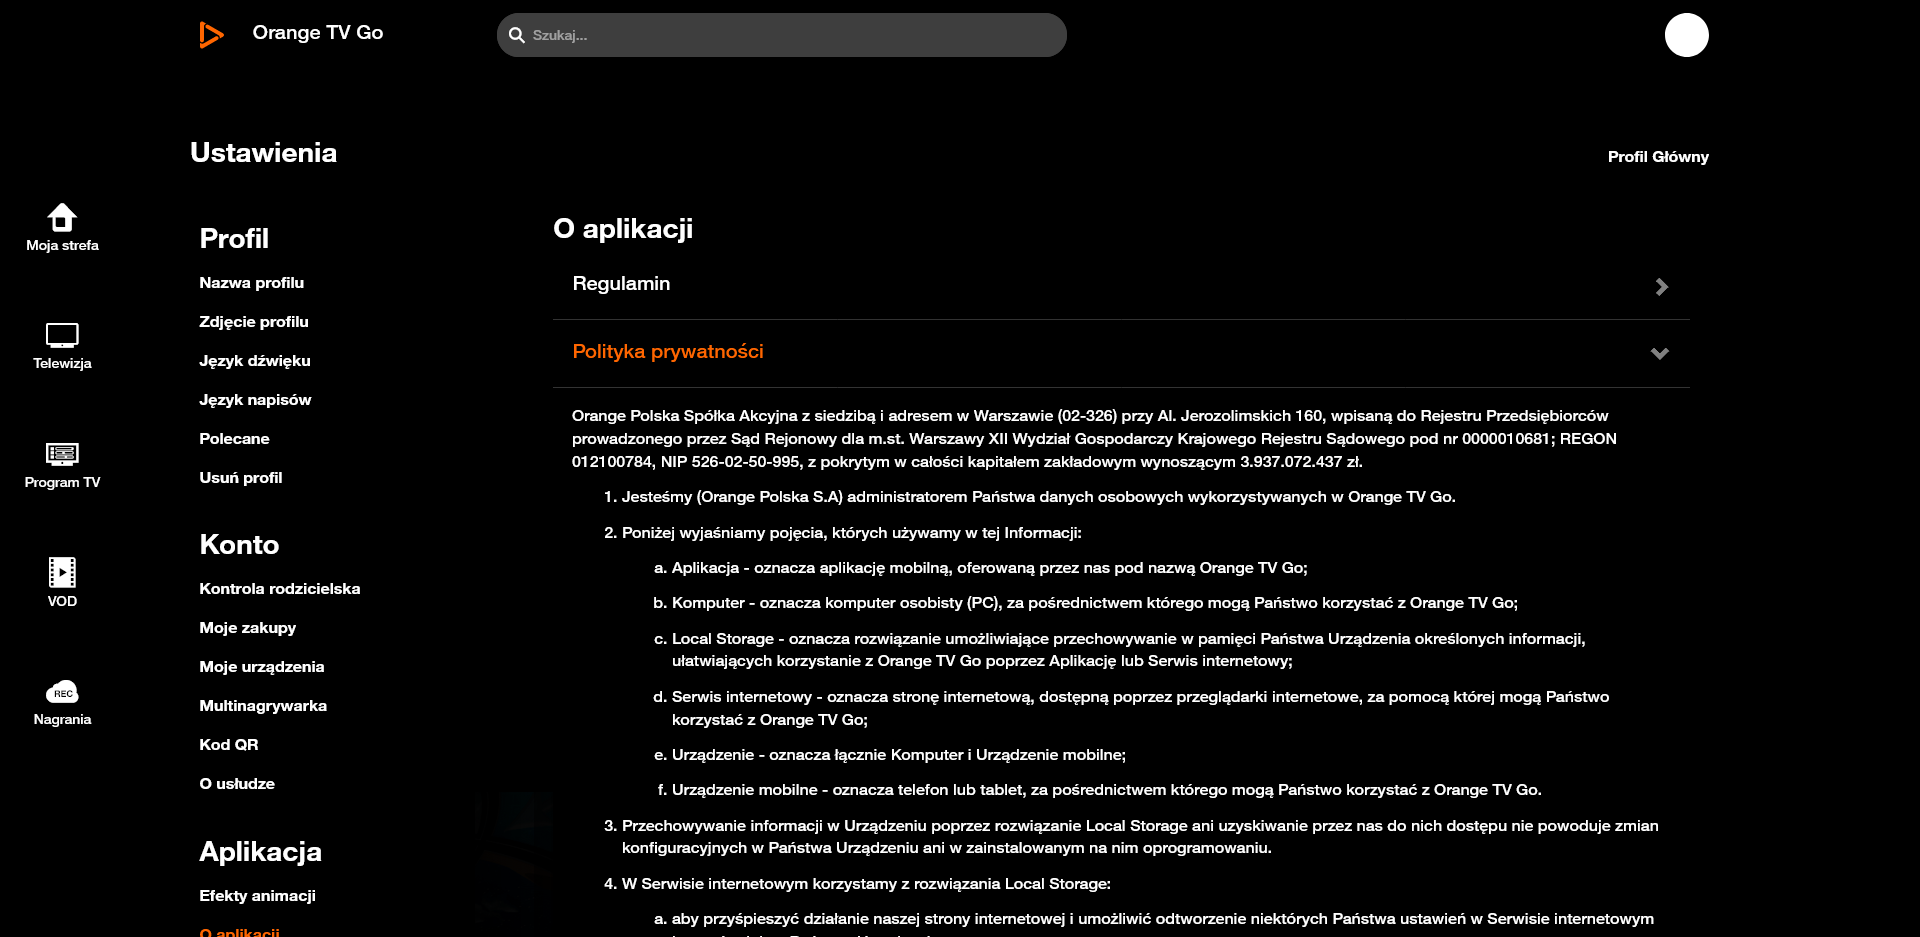 Orange TV Go
Szukaj...
Ustawienia
Profil Główny
Moja strefa
Telewizja
Program TV
VOD
REC
Nagrania
Profil
Nazwa profilu
Zdjęcie profilu
Język dźwięku
Język napisów
Polecane
Usuń profil
Konto
Kontrola rodzicielska
Moje zakupy
Moje urządzenia
Multinagrywarka
Kod QR
O usłudze
Aplikacja
Efekty animacji
O aplikacji
O aplikacji
Regulamin
Polityka prywatności
Orange Polska Spółka Akcyjna z siedzibą i adresem w Warszawie (02-326) przy Al. Jerozolimskich 160, wpisaną do Rejestru Przedsiębiorców
prowadzonego przez Sąd Rejonowy dla m.st. Warszawy XII Wydział Gospodarczy Krajowego Rejestru Sądowego pod nr 0000010681; REGON
012100784, NIP 526-02-50-995, z pokrytym w całości kapitałem zakładowym wynoszącym 3.937.072.437 zł.
1. Jesteśmy (Orange Polska S.A) administratorem Państwa danych osobowych wykorzystywanych w Orange TV Go.
2. Poniżej wyjaśniamy pojęcia, których używamy w tej Informacji:
a. Aplikacja - oznacza aplikację mobilną, oferowaną przez nas pod nazwą Orange TV Go;
b. Komputer - oznacza komputer osobisty (PC), za pośrednictwem którego mogą Państwo korzystać z Orange TV Go;
c. Local Storage - oznacza rozwiązanie umożliwiające przechowywanie w pamięci Państwa Urządzenia określonych informacji,
ułatwiających korzystanie z Orange TV Go poprzez Aplikację lub Serwis internetowy;
d. Serwis internetowy - oznacza stronę internetową, dostępną poprzez przeglądarki internetowe, za pomocą której mogą Państwo
korzystać z Orange TV Go;
e. Urządzenie - oznacza łącznie Komputer i Urządzenie mobilne;
f. Urządzenie mobilne - oznacza telefon lub tablet, za pośrednictwem którego mogą Państwo korzystać z Orange TV Go.
3. Przechowywanie informacji w Urządzeniu poprzez rozwiązanie Local Storage ani uzyskiwanie przez nas do nich dostępu nie powoduje zmian
konfiguracyjnych w Państwa Urządzeniu ani w zainstalowanym na nim oprogramowaniu.
4. W Serwisie internetowym korzystamy z rozwiązania Local Storage:
a. aby przyśpieszyć działanie naszej strony internetowej i umożliwić odtworzenie niektórych Państwa ustawień w Serwisie internetowym